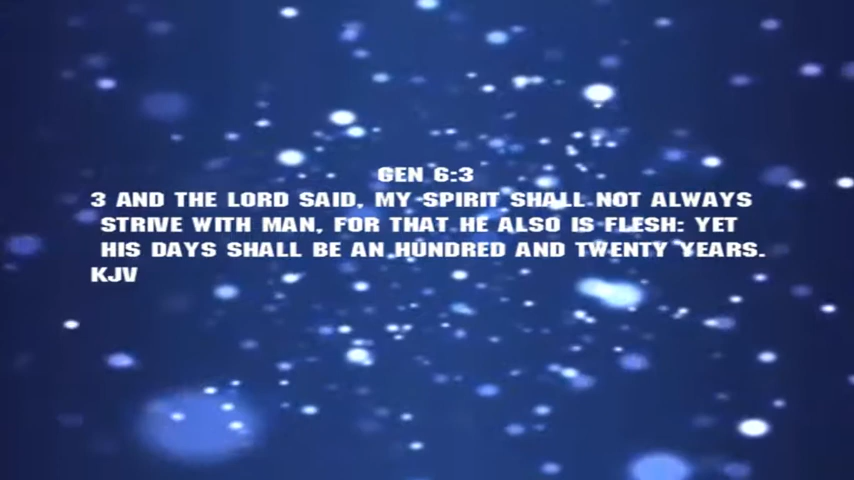 GEN 6:3
3 AND THE LORD SAID, MY SPIRIT SHALL NOT ALWAYS
STRIVE WITH MAN, FOR THAT HE ALSO IS FLESH: YET
HIS DAYS SHALL BE AN HUNDRED AND TWENTY YEARS.
KJV